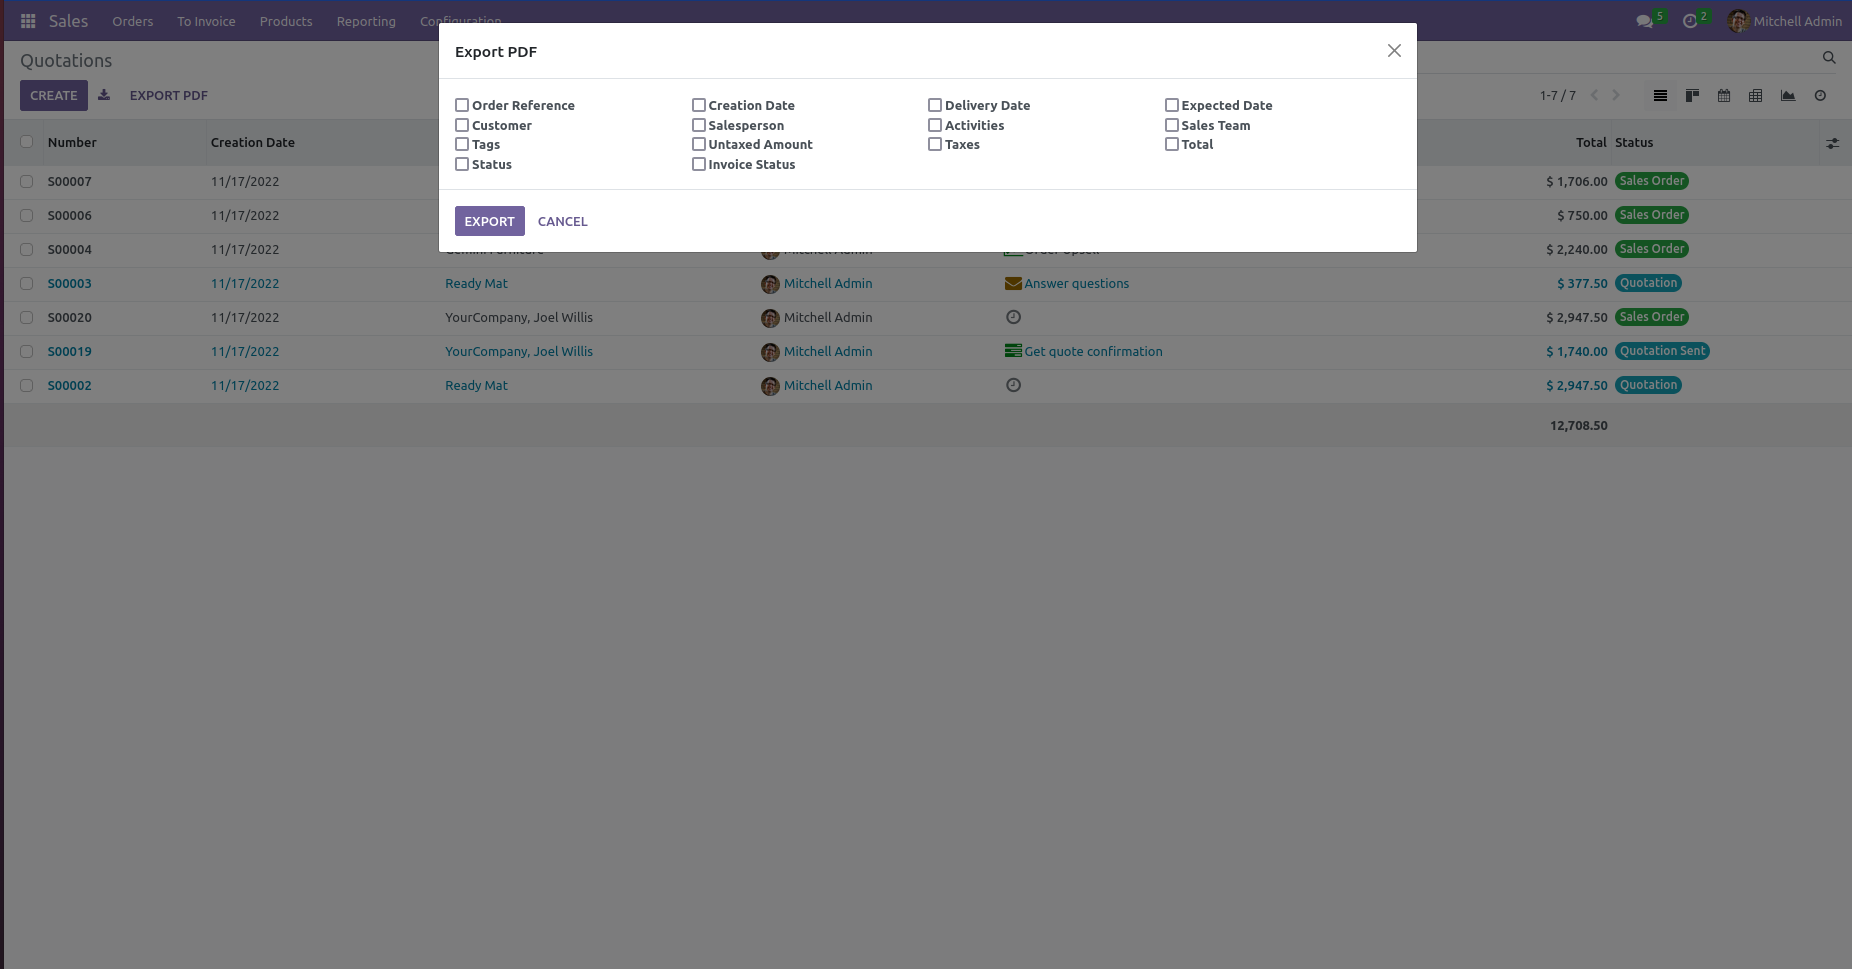 Sales Orders To Invoice Products Reporting Configuration 5 2 Mitchell Admin
Export PDF
Quotations
CREATE EXPORT PDF 1-7 / 7
Order Reference Creation Date Delivery Date Expected Date
Customer Salesperson Activities Sales Team
Tags Untaxed Amount Taxes Total
Status Invoice Status
EXPORT CANCEL
Number Creation Date Total Status
S00007 11/17/2022 $ 1,706.00 Sales Order
S00006 11/17/2022 $ 750.00 Sales Order
S00004 11/17/2022 Gemini Furniture Mitchell Admin Order Upsell $ 2,240.00 Sales Order
S00003 11/17/2022 Ready Mat Mitchell Admin Answer questions $ 377.50 Quotation
S00020 11/17/2022 YourCompany, Joel Willis Mitchell Admin $ 2,947.50 Sales Order
S00019 11/17/2022 YourCompany, Joel Willis Mitchell Admin Get quote confirmation $ 1,740.00 Quotation Sent
S00002 11/17/2022 Ready Mat Mitchell Admin $ 2,947.50 Quotation
12,708.50